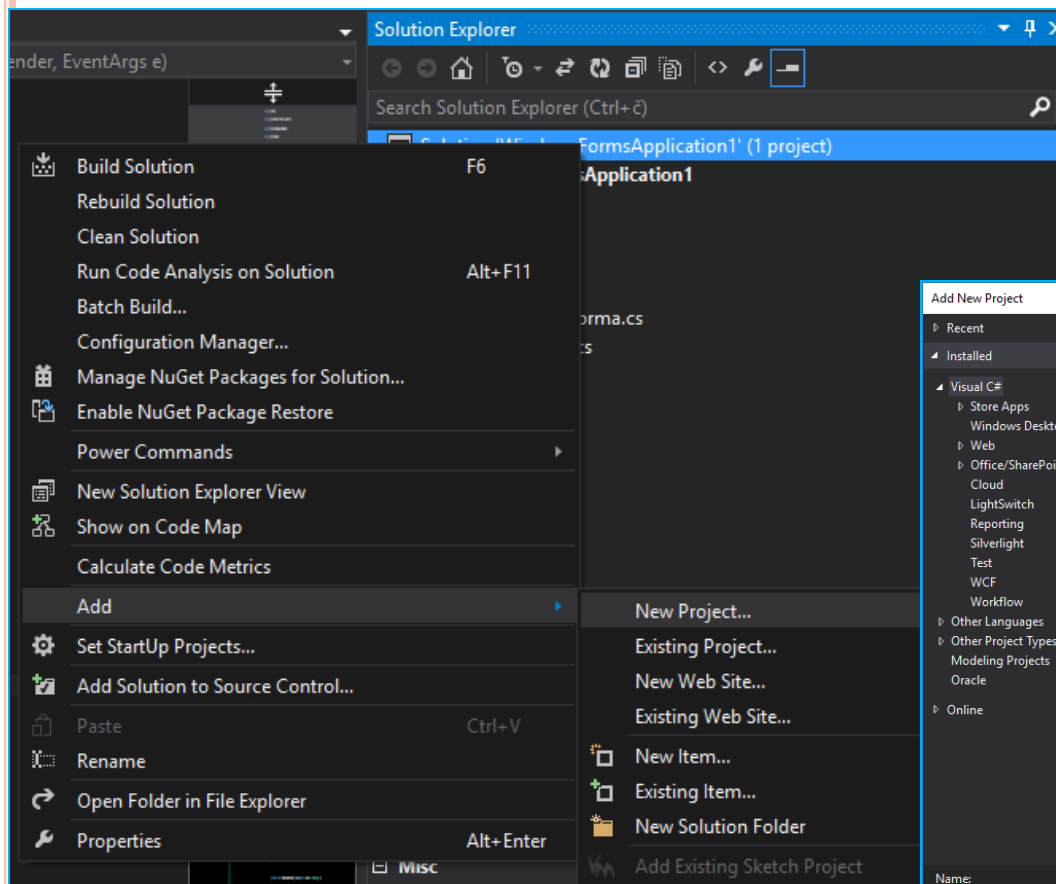 Solution Explorer
ender, EventArgs e)
Search Solution Explorer (Ctrl+č)
FormsApplication1' (1 project)
Application1
orma.cs
Build Solution F6
Rebuild Solution
Clean Solution
Run Code Analysis on Solution Alt+F11
Batch Build...
Configuration Manager...
Manage NuGet Packages for Solution...
Enable NuGet Package Restore
Power Commands
New Solution Explorer View
Show on Code Map
Calculate Code Metrics
Add
Set StartUp Projects...
Add Solution to Source Control...
Paste Ctrl+V
Rename
Open Folder in File Explorer
Properties Alt+Enter
Misc
New Project...
Existing Project...
New Web Site...
Existing Web Site...
New Item...
Existing Item...
New Solution Folder
Add Existing Sketch Project
Add New Project
Recent
Installed
Visual C#
Store Apps
Windows Deskt
Web
Office/SharePoi
Cloud
LightSwitch
Reporting
Silverlight
Test
WCF
Workflow
Other Languages
Other Project Types
Modeling Projects
Oracle
Online
Name: